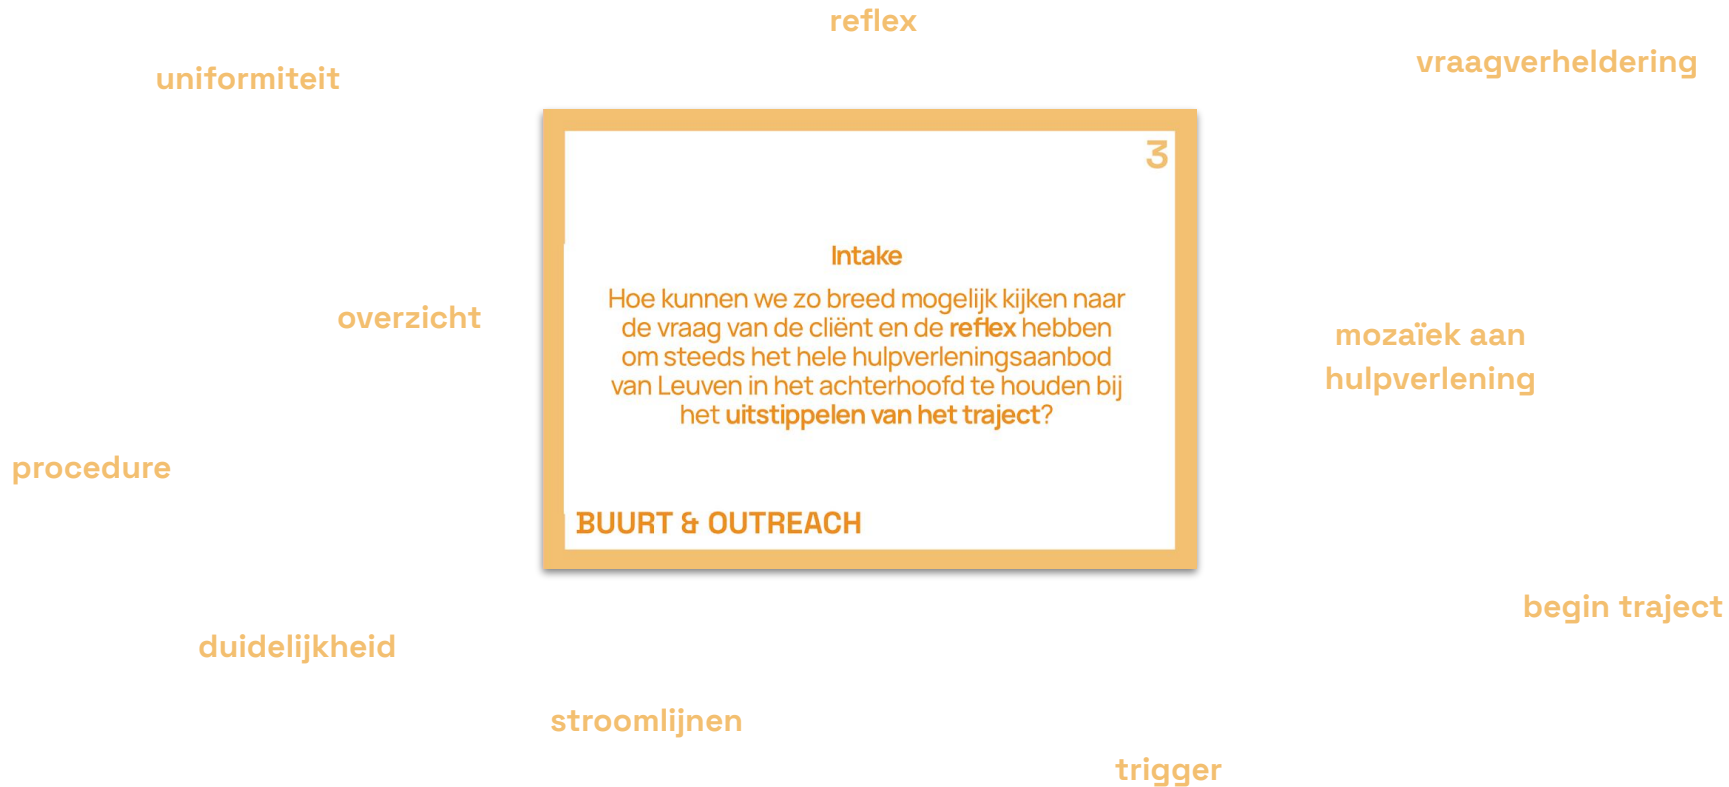 reflex
vraagverheldering
uniformiteit
3
Intake
Hoe kunnen we zo breed mogelijk kijken naar
de vraag van de cliënt en de reflex hebben
om steeds het hele hulpverleningsaanbod
van Leuven in het achterhoofd te houden bij
het uitstippelen van het traject?
BUURT & OUTREACH
overzicht
mozaïek aan
hulpverlening
procedure
begin traject
duidelijkheid
stroomlijnen
trigger